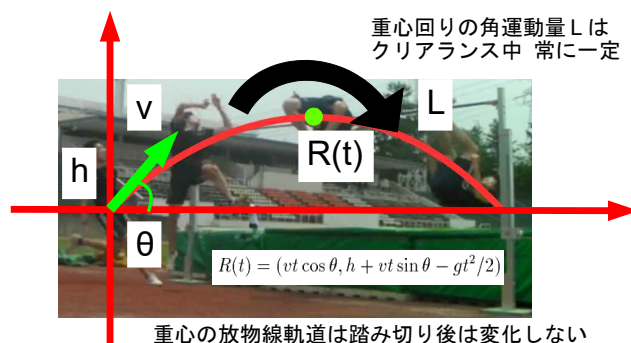 重心回りの角運動量Lは
クリアランス中 常に一定
v
L
h
R(t)
θ
R(t) = (vt cos θ, h + vt sin θ − gt²/2)
重心の放物線軌道は踏み切り後は変化しない